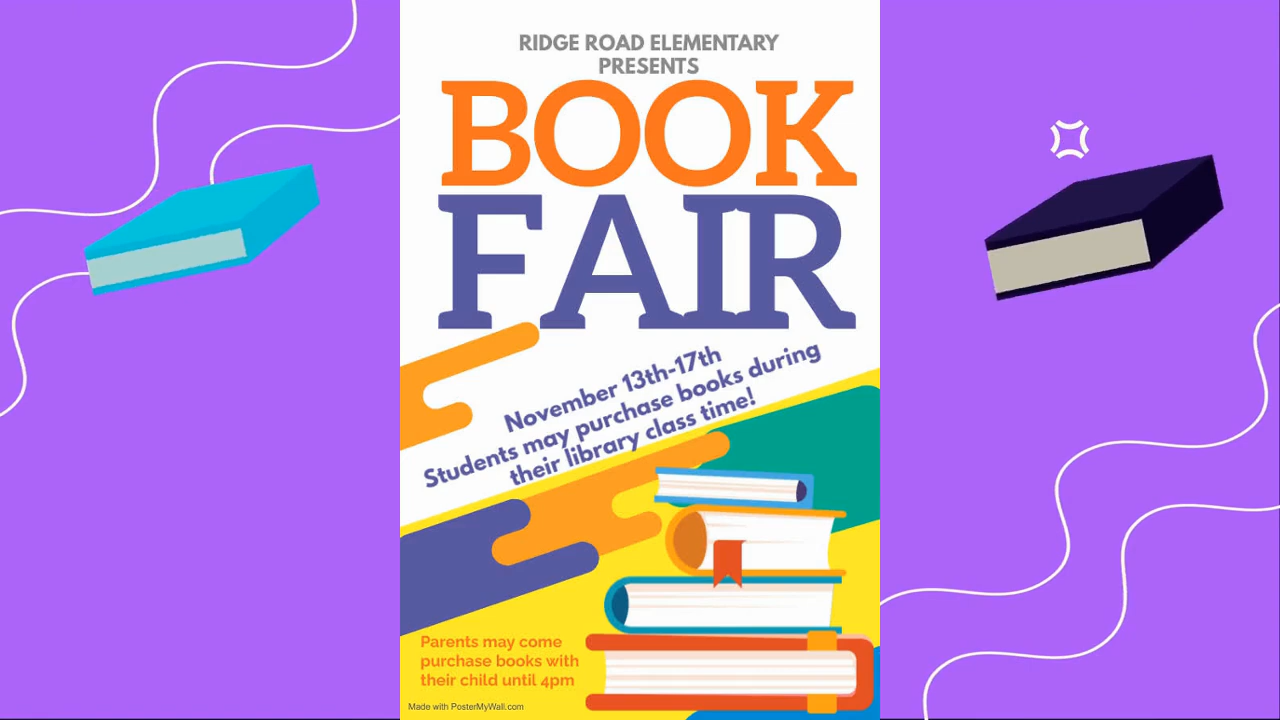 RIDGE ROAD ELEMENTARY
PRESENTS
BOOK
FAIR
November 13th-17th
Students may purchase books during
their library class time!
Parents may come
purchase books with
their child until 4pm
Made with PosterMyWall.com